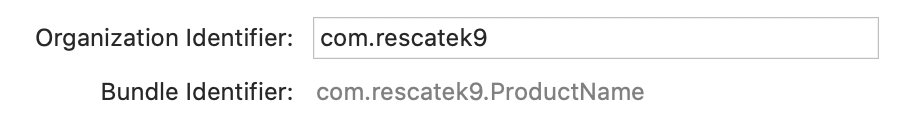 Organization Identifier: com.rescatek9
Bundle Identifier: com.rescatek9.ProductName